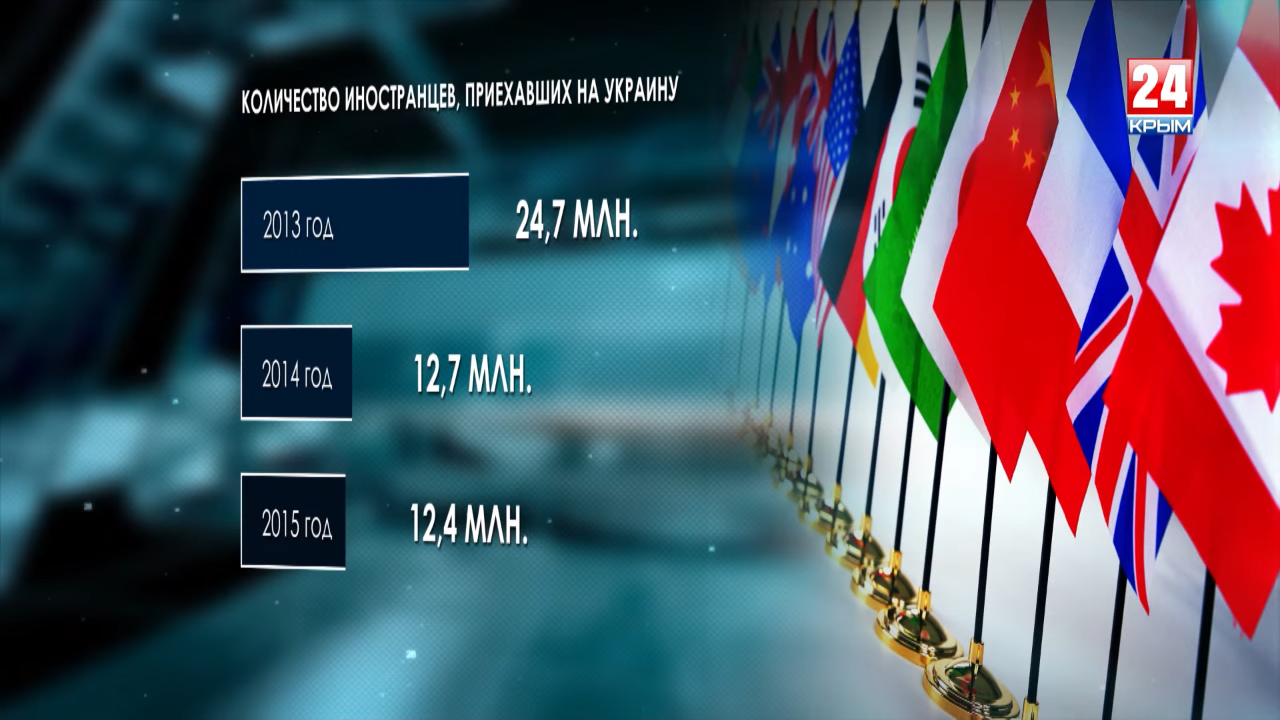 КОЛИЧЕСТВО ИНОСТРАНЦЕВ, ПРИЕХАВШИХ НА УКРАИНУ
24
КРЫМ
2013 год
24,7 МЛН.
2014 год
12,7 МЛН.
2015 год
12,4 МЛН.